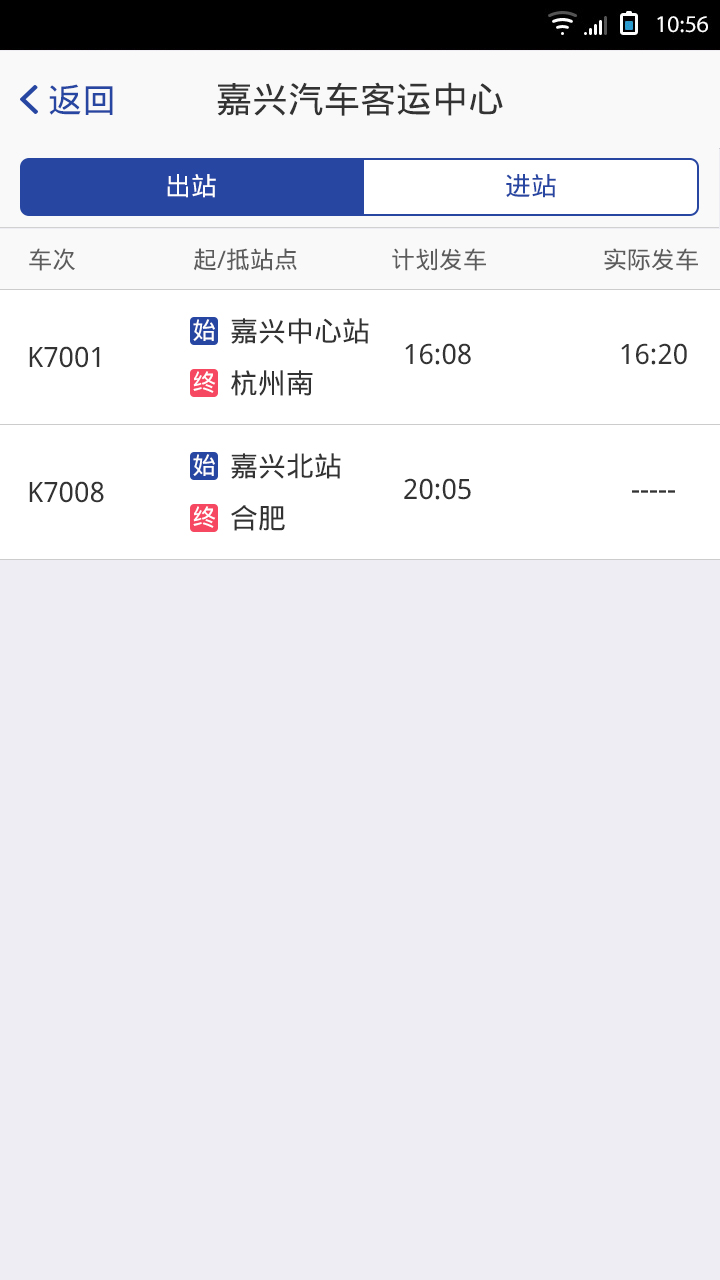 10:56
返回 嘉兴汽车客运中心
出站 进站
车次 起/抵站点 计划发车 实际发车
始 嘉兴中心站
K7001 16:08 16:20
终 杭州南
始 嘉兴北站
K7008 20:05 -----
终 合肥